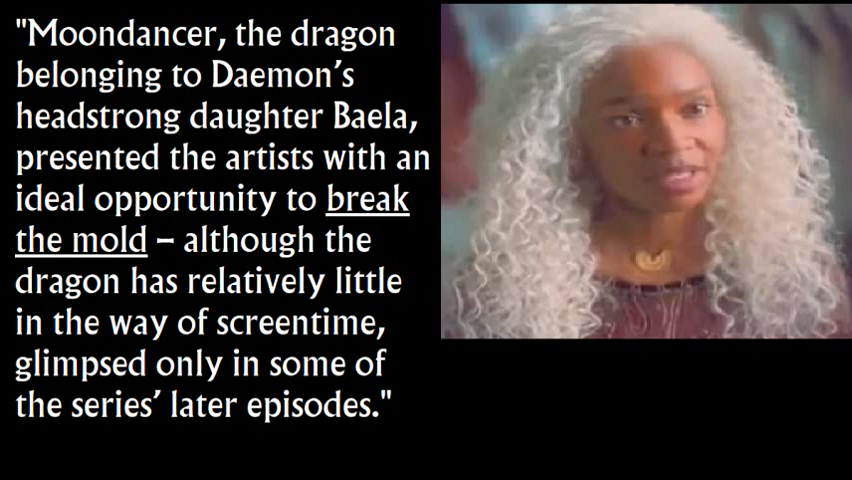 "Moondancer, the dragon
belonging to Daemon's
headstrong daughter Baela,
presented the artists with an
ideal opportunity to break
the mold – although the
dragon has relatively little
in the way of screentime,
glimpsed only in some of
the series' later episodes."